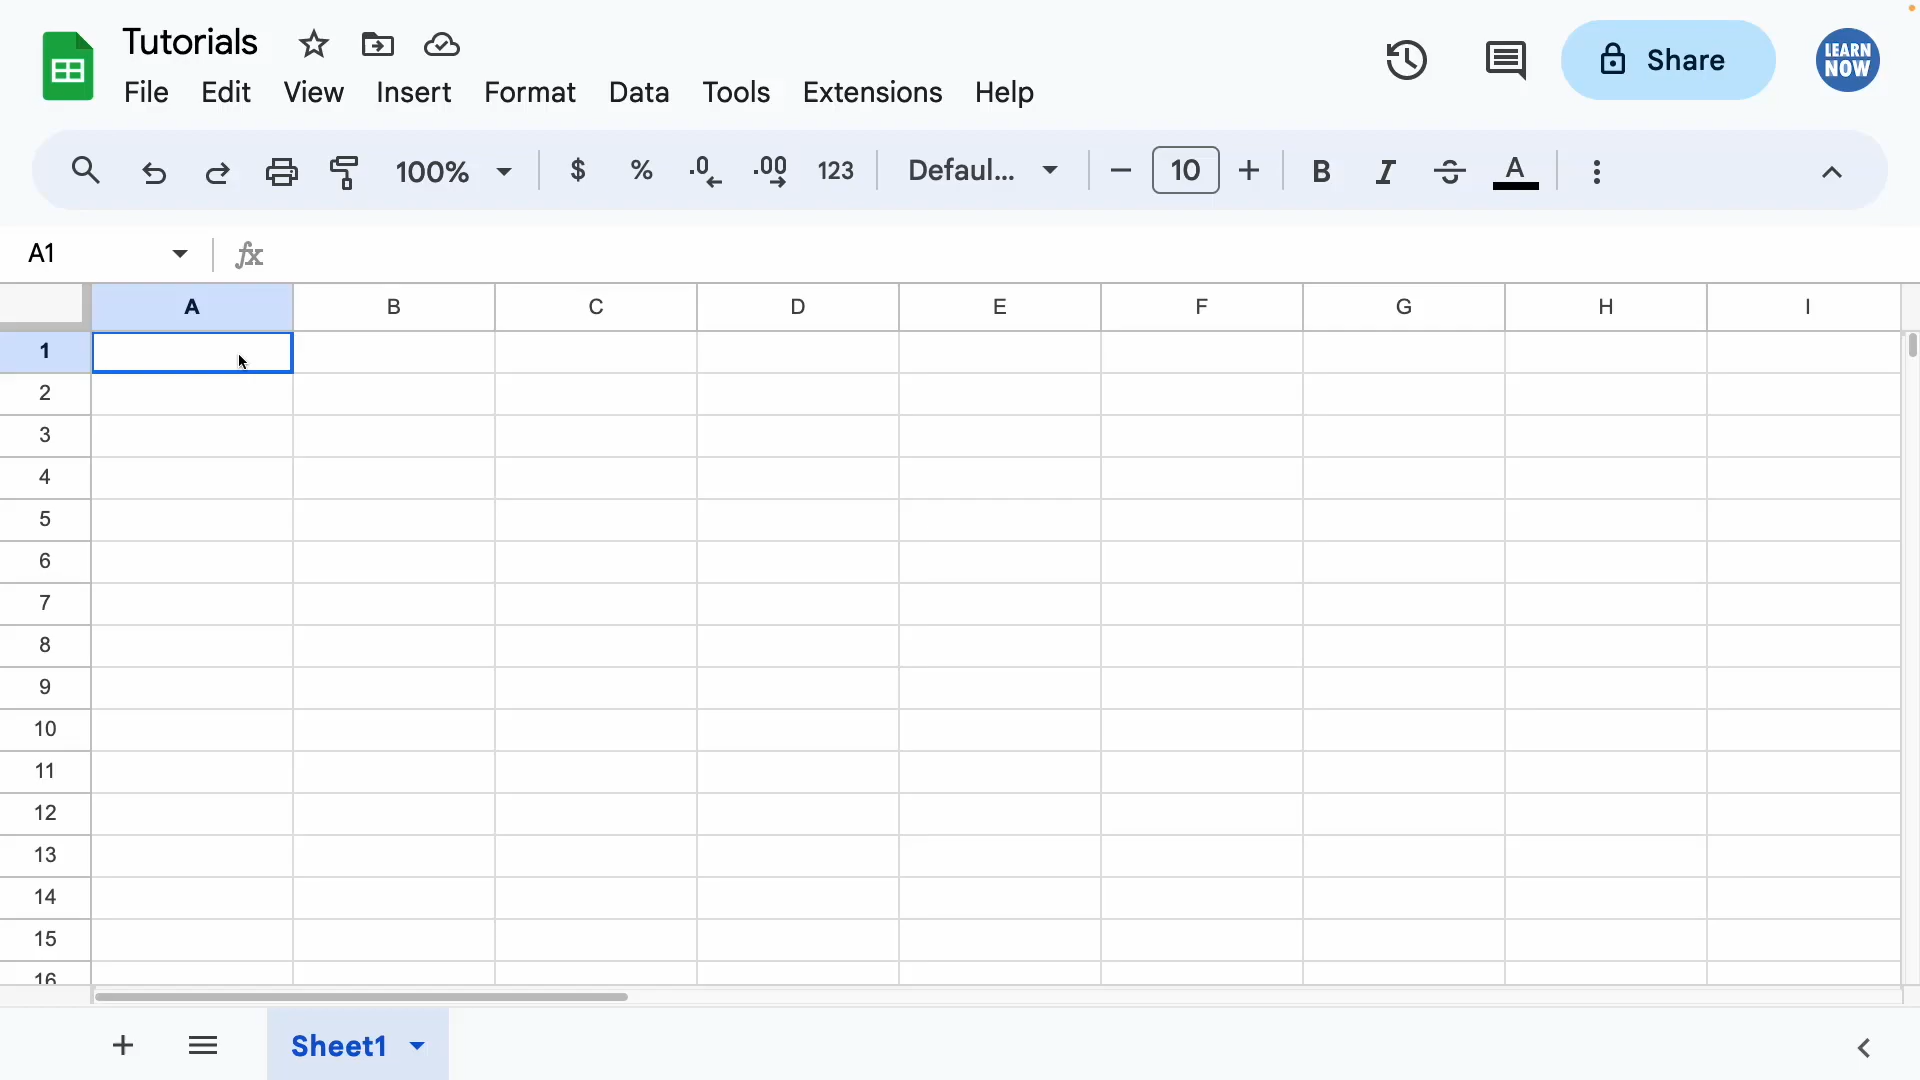 Tutorials
LEARN
NOW
Share
File Edit View Insert Format Data Tools Extensions Help
100% $ % .0 .00 123 Defaul... 10 B I S A
A1 fx
A B C D E F G H I
1
2
3
4
5
6
7
8
9
10
11
12
13
14
15
16
Sheet1